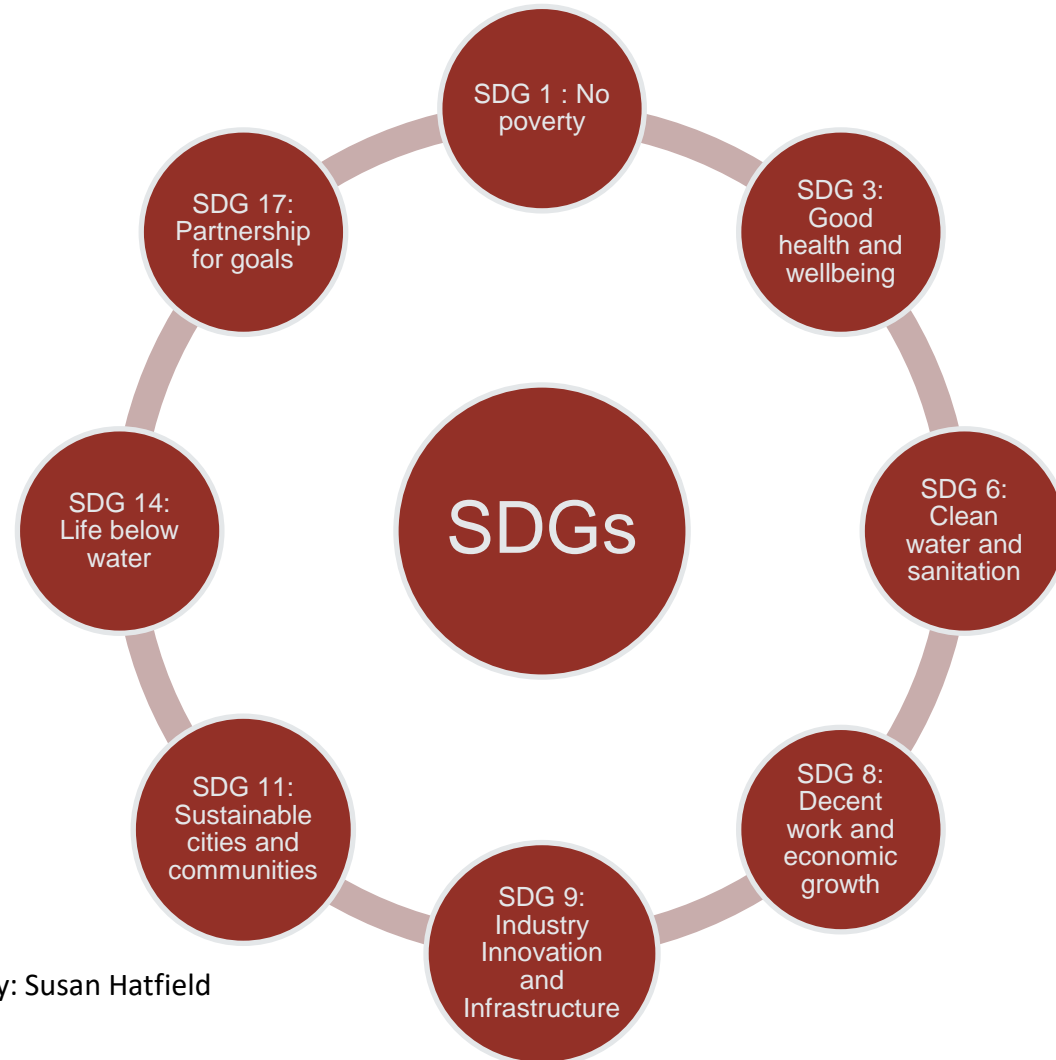 SDG 1 : No
poverty
SDG 3:
Good
health and
wellbeing
SDG 6:
Clean
water and
sanitation
SDG 8:
Decent
work and
economic
growth
SDG 9:
Industry
Innovation
and
Infrastructure
SDG 11:
Sustainable
cities and
communities
SDG 14:
Life below
water
SDG 17:
Partnership
for goals
SDGs
y: Susan Hatfield